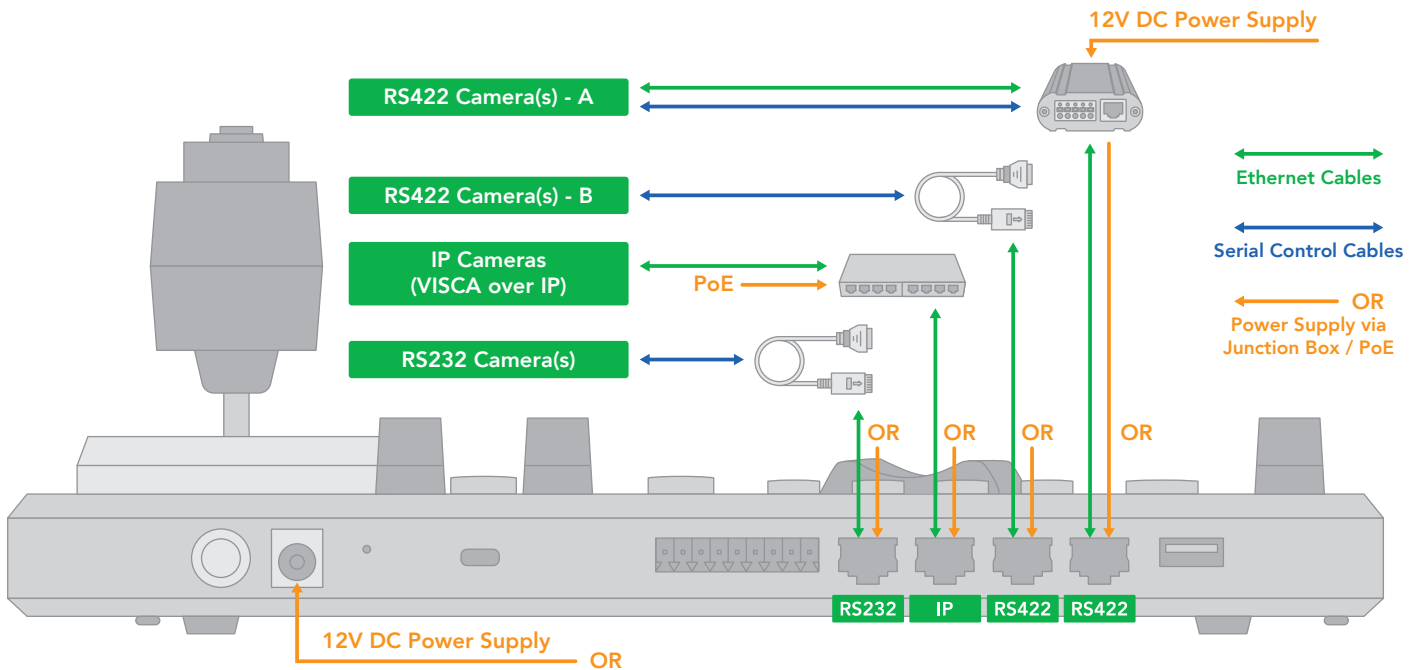 12V DC Power Supply
RS422 Camera(s) - A
RS422 Camera(s) - B
IP Cameras
(VISCA over IP)
PoE
RS232 Camera(s)
Ethernet Cables
Serial Control Cables
OR
Power Supply via
Junction Box / PoE
OR
OR
OR
OR
RS232
IP
RS422
RS422
12V DC Power Supply
OR